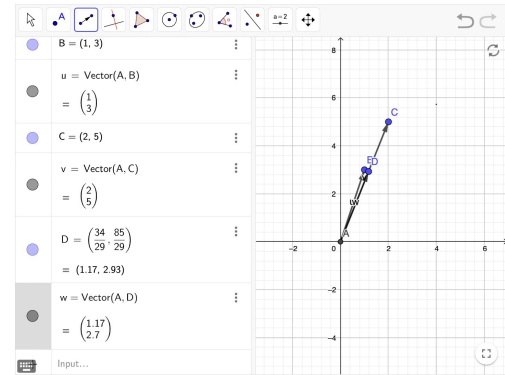 A
a = 2
B = (1, 3)
u = Vector(A, B)
= (1
3)
C = (2, 5)
v = Vector(A, C)
= (2
5)
D = (34/29, 85/29)
= (1.17, 2.93)
w = Vector(A, D)
= (1.17
2.7)
Input...
8
6
C
4
D
2
w
A
−2 0 2 4 6
−2
−4